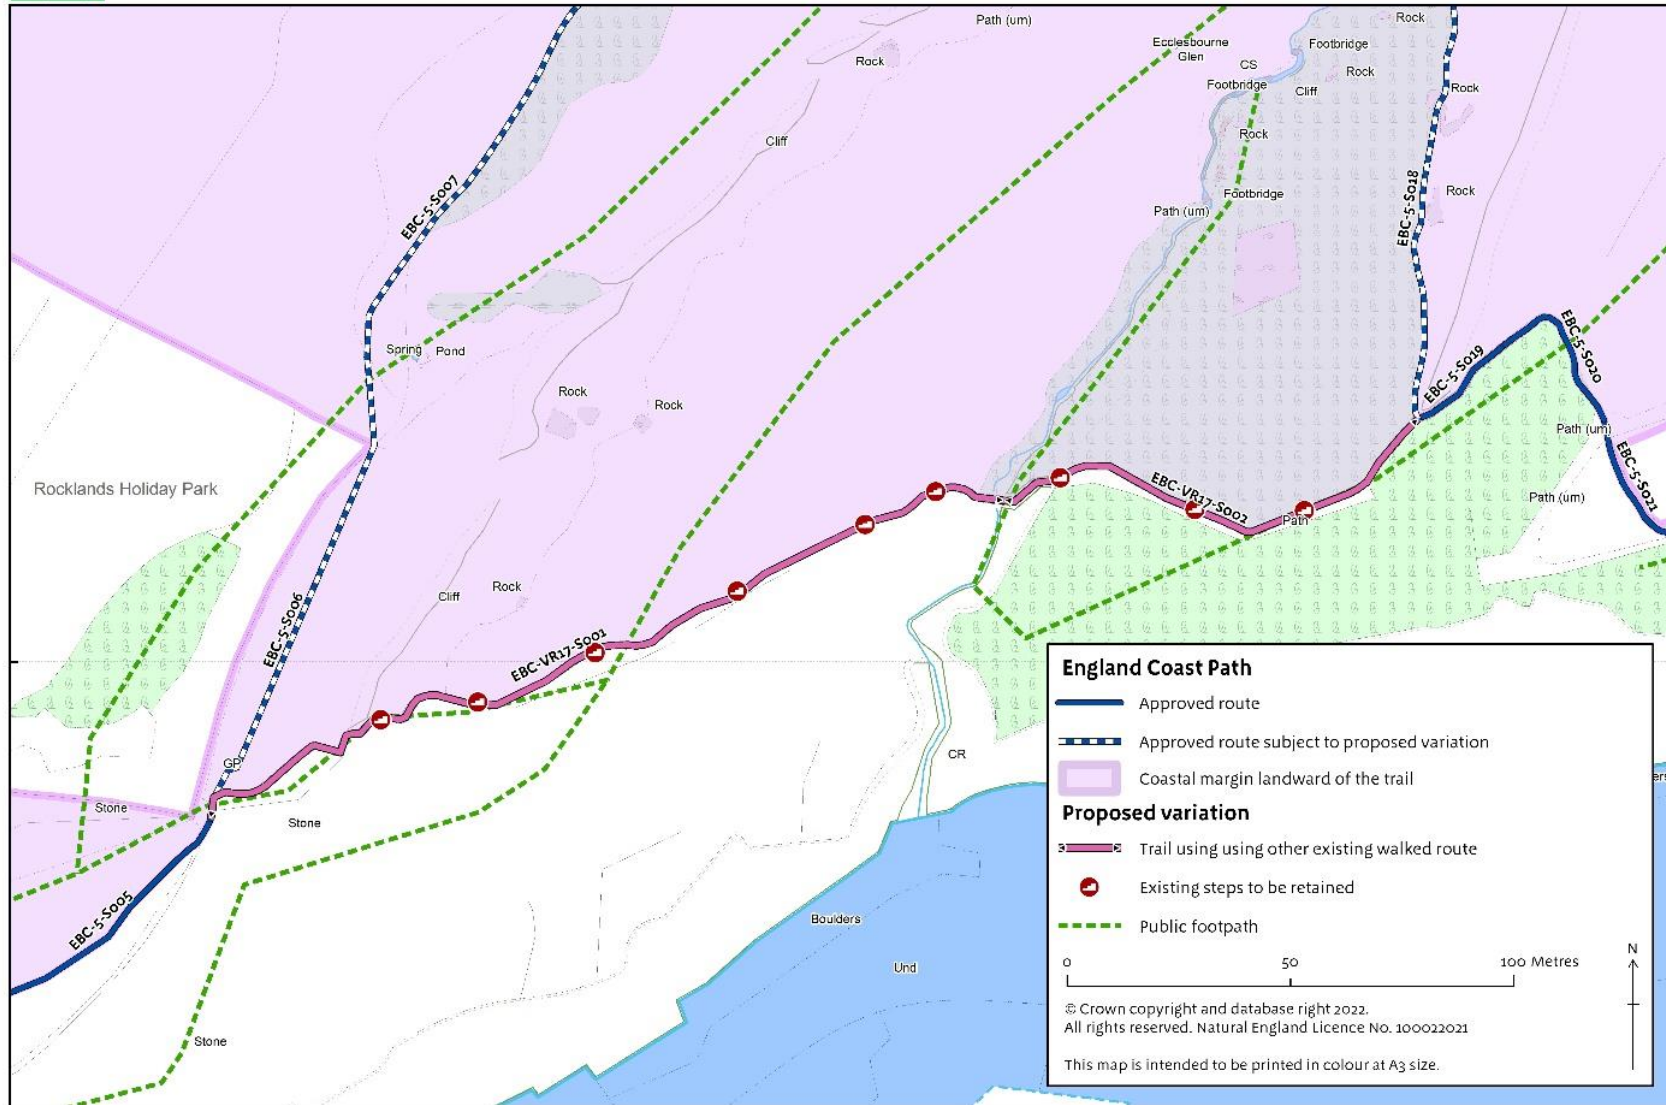 Path (um)
Rock
Rock
Ecclesbourne
Glen
Footbridge
CS
Rock
Footbridge
Cliff
Rock
Cliff
Rock
EBC-5-S007
Footbridge
Rock
Path (um)
EBC-5-S018
Spring
Pond
Rock
Rock
EBC-5-S019
EBC-5-S020
Path (um)
Rocklands Holiday Park
EBC-VR17-S002
Path
Path (um)
EBC-5-S021
Cliff
Rock
EBC-5-S006
EBC-VR17-S001
GP
CR
Stone
Stone
EBC-5-S005
Boulders
Und
Stone
England Coast Path
Approved route
Approved route subject to proposed variation
Coastal margin landward of the trail
Proposed variation
Trail using using other existing walked route
Existing steps to be retained
Public footpath
0 50 100 Metres
N
© Crown copyright and database right 2022.
All rights reserved. Natural England Licence No. 100022021
This map is intended to be printed in colour at A3 size.